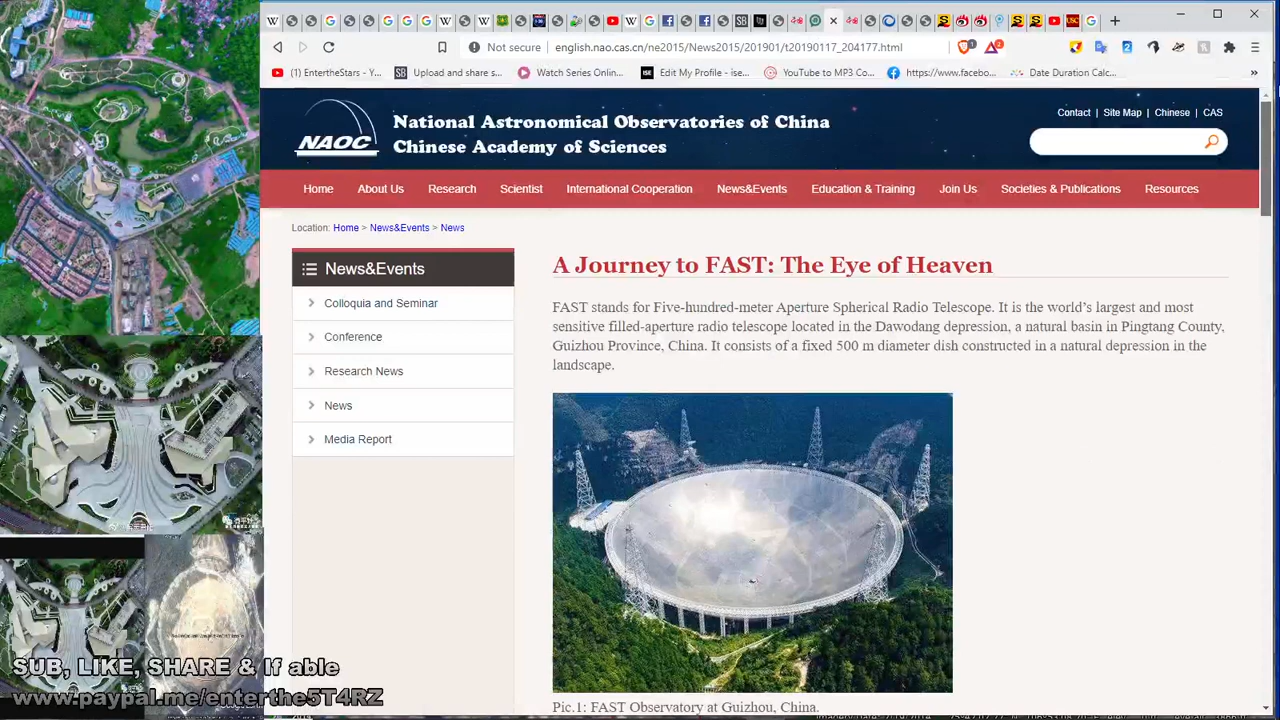 Not secure
english.nao.cas.cn/ne2015/News2015/201901/t20190117_204177.html
(1) EntertheStars - Y...
Upload and share s...
Watch Series Onlin...
Edit My Profile - ise...
YouTube to MP3 Co...
https://www.facebo...
Date Duration Calc...
NAOC
National Astronomical Observatories of China
Chinese Academy of Sciences
Contact | Site Map | Chinese | CAS
Home
About Us
Research
Scientist
International Cooperation
News&Events
Education & Training
Join Us
Societies & Publications
Resources
Location: Home > News&Events > News
News&Events
Colloquia and Seminar
Conference
Research News
News
Media Report
A Journey to FAST: The Eye of Heaven
FAST stands for Five-hundred-meter Aperture Spherical Radio Telescope. It is the world's largest and most
sensitive filled-aperture radio telescope located in the Dawodang depression, a natural basin in Pingtang County,
Guizhou Province, China. It consists of a fixed 500 m diameter dish constructed in a natural depression in the
landscape.
Pic.1: FAST Observatory at Guizhou, China.
SUB, LIKE, SHARE & If able
www.paypal.me/enterthe5T4RZ